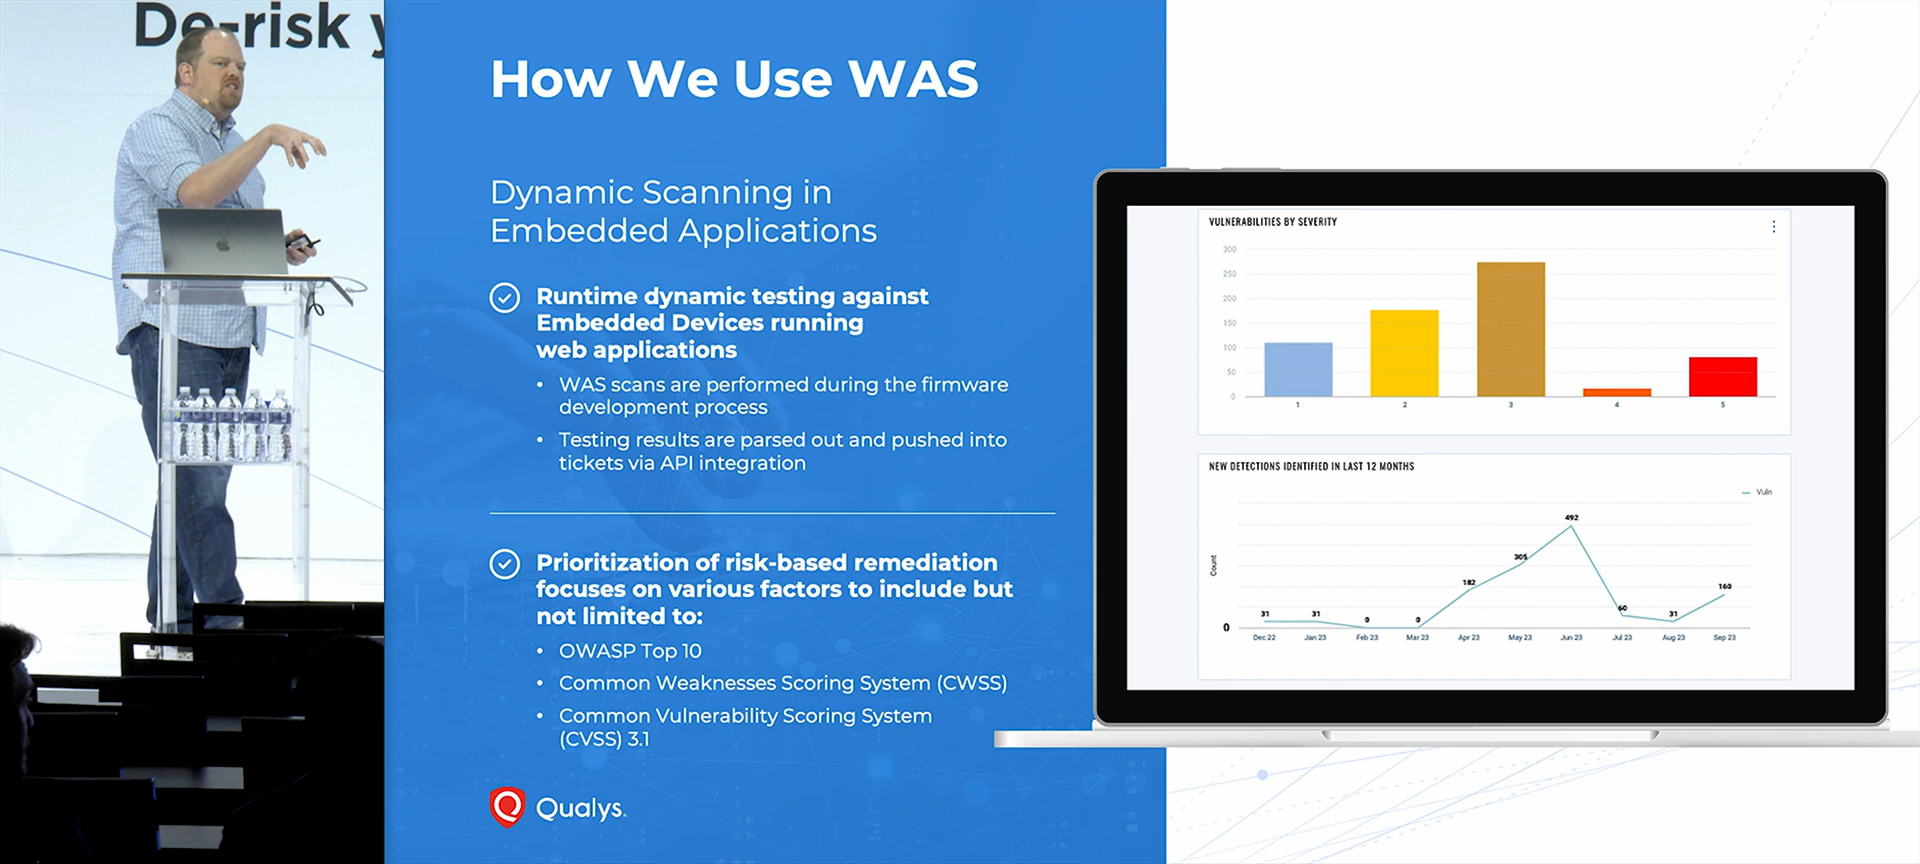 De-risk y
How We Use WAS
Dynamic Scanning in
Embedded Applications
Runtime dynamic testing against
Embedded Devices running
web applications
• WAS scans are performed during the firmware
development process
• Testing results are parsed out and pushed into
tickets via API integration
Prioritization of risk-based remediation
focuses on various factors to include but
not limited to:
• OWASP Top 10
• Common Weaknesses Scoring System (CWSS)
• Common Vulnerability Scoring System
(CVSS) 3.1
Qualys.
VULNERABILITIES BY SEVERITY
300
250
200
150
100
50
0
1 2 3 4 5
NEW DETECTIONS IDENTIFIED IN LAST 12 MONTHS
Vuln
Count
0
31 31 0 0 182 305 492 60 31 160
Dec 22 Jan 23 Feb 23 Mar 23 Apr 23 May 23 Jun 23 Jul 23 Aug 23 Sep 23